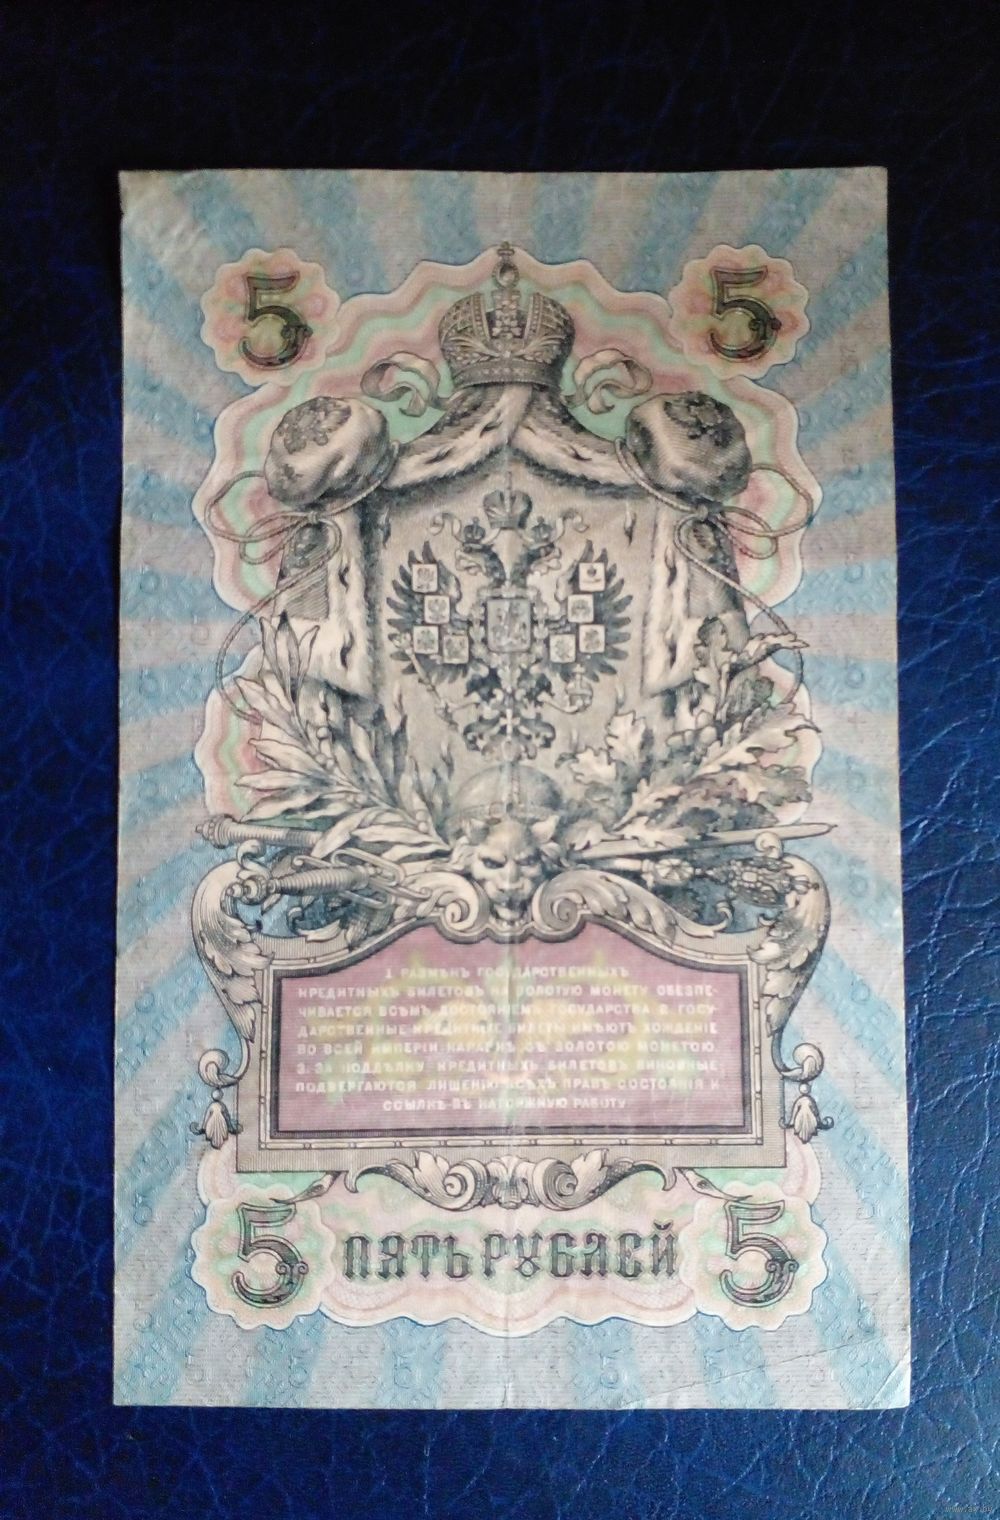 5 5
1. РАЗМѢНЪ ГОСУДАРСТВЕННЫХЪ
КРЕДИТНЫХЪ БИЛЕТОВЪ НА ЗОЛОТУЮ МОНЕТУ ОБЕЗПЕ-
ЧИВАЕТСЯ ВСѢМЪ ДОСТОЯНІЕМЪ ГОСУДАРСТВА. 2. ГОСУ-
ДАРСТВЕННЫЕ КРЕДИТНЫЕ БИЛЕТЫ ИМѢЮТЪ ХОЖДЕНІЕ
ВО ВСЕЙ ИМПЕРІИ НАРАВНѢ СЪ ЗОЛОТОЮ МОНЕТОЮ.
3. ЗА ПОДДѢЛКУ КРЕДИТНЫХЪ БИЛЕТОВЪ ВИНОВНЫЕ
ПОДВЕРГАЮТСЯ ЛИШЕНІЮ ВСѢХЪ ПРАВЪ СОСТОЯНІЯ И
ССЫЛКѢ ВЪ КАТОРЖНУЮ РАБОТУ.
5 ПЯТЬ РУБЛЕЙ 5